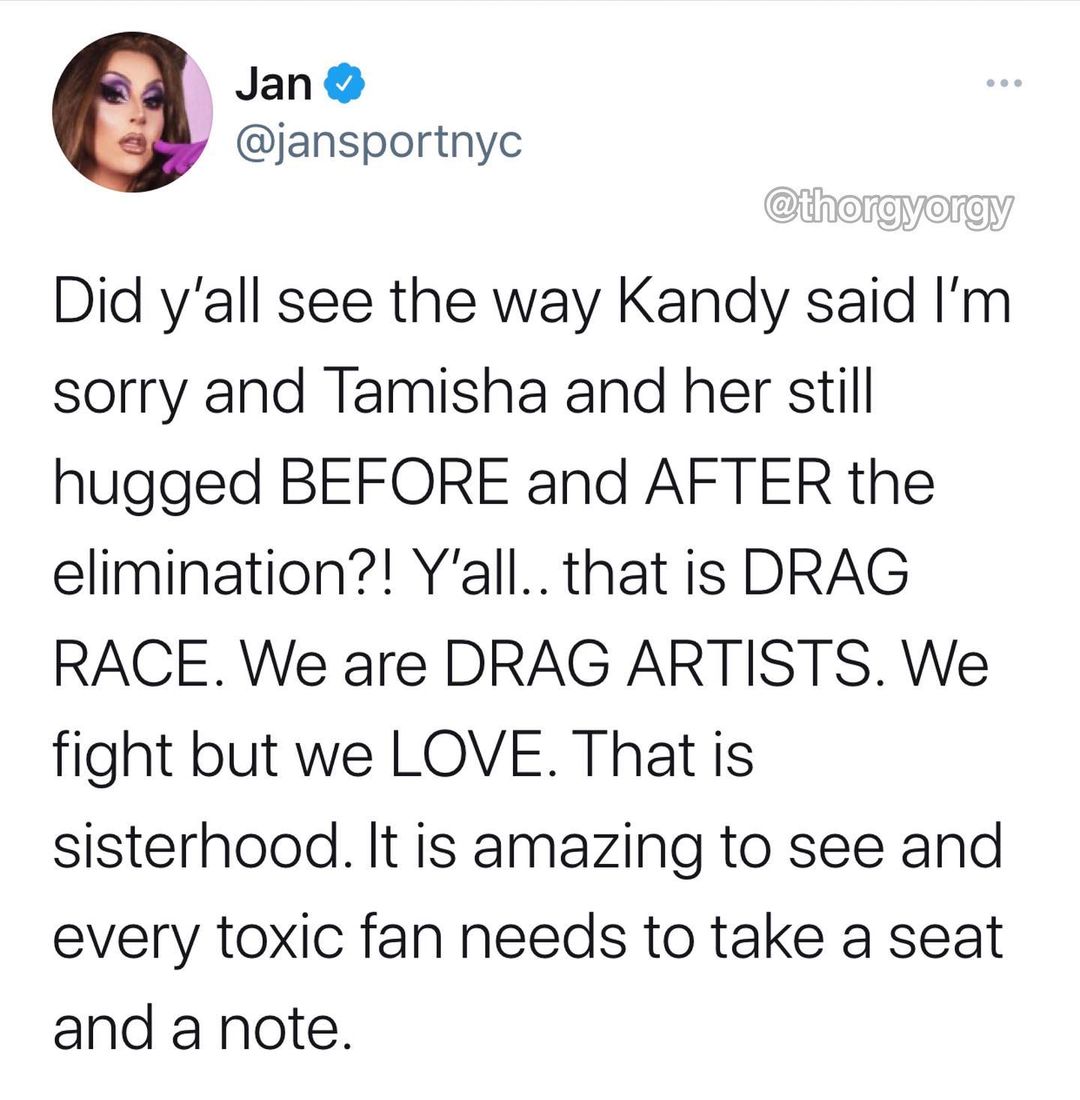 Jan
@jansportnyc
@thorgyorgy
Did y'all see the way Kandy said I'm
sorry and Tamisha and her still
hugged BEFORE and AFTER the
elimination?! Y'all.. that is DRAG
RACE. We are DRAG ARTISTS. We
fight but we LOVE. That is
sisterhood. It is amazing to see and
every toxic fan needs to take a seat
and a note.